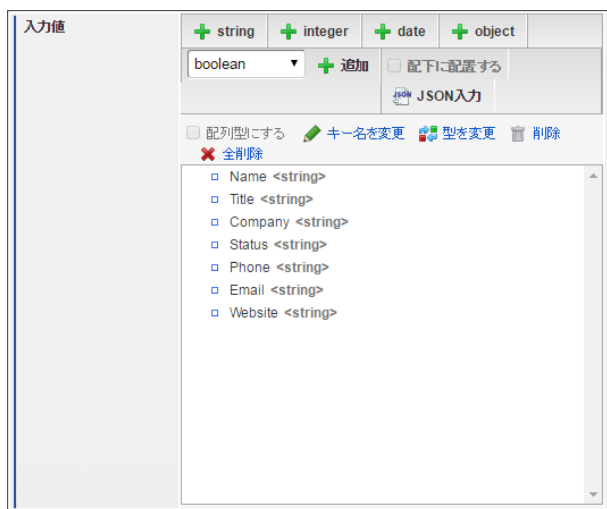 入力値
string integer date object
boolean 追加 配下に配置する
JSON JSON入力
配列型にする キー名を変更 型を変更 削除
全削除
Name <string>
Title <string>
Company <string>
Status <string>
Phone <string>
Email <string>
Website <string>